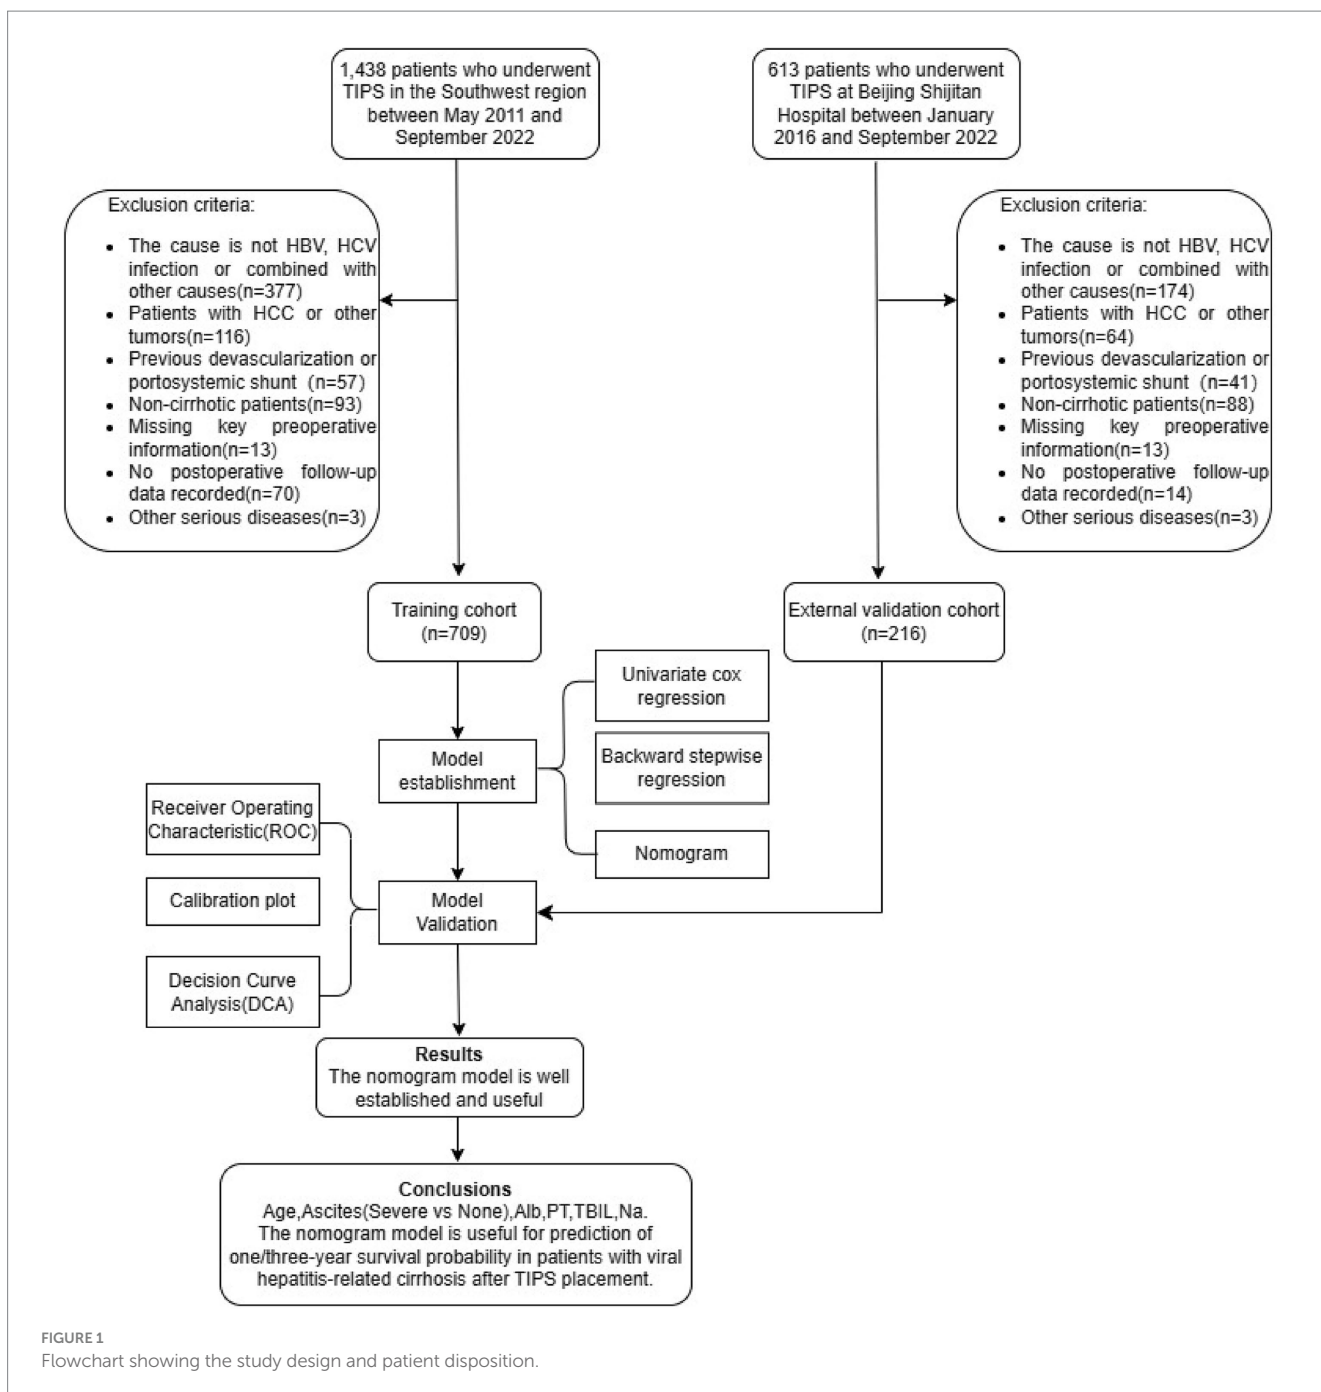 1,438 patients who underwent
TIPS in the Southwest region
between May 2011 and
September 2022
613 patients who underwent
TIPS at Beijing Shijitan
Hospital between January
2016 and September 2022
Exclusion criteria:
• The cause is not HBV, HCV
infection or combined with
other causes(n=377)
• Patients with HCC or other
tumors(n=116)
• Previous devascularization or
portosystemic shunt (n=57)
• Non-cirrhotic patients(n=93)
• Missing key preoperative
information(n=13)
• No postoperative follow-up
data recorded(n=70)
• Other serious diseases(n=3)
Exclusion criteria:
• The cause is not HBV, HCV
infection or combined with
other causes(n=174)
• Patients with HCC or other
tumors(n=64)
• Previous devascularization or
portosystemic shunt (n=41)
• Non-cirrhotic patients(n=88)
• Missing key preoperative
information(n=13)
• No postoperative follow-up
data recorded(n=14)
• Other serious diseases(n=3)
Training cohort
(n=709)
External validation cohort
(n=216)
Univariate cox
regression
Model
establishment
Backward stepwise
regression
Nomogram
Receiver Operating
Characteristic(ROC)
Calibration plot
Decision Curve
Analysis(DCA)
Model
Validation
Results
The nomogram model is well
established and useful
Conclusions
Age,Ascites(Severe vs None),Alb,PT,TBIL,Na.
The nomogram model is useful for prediction of
one/three-year survival probability in patients with viral
hepatitis-related cirrhosis after TIPS placement.
FIGURE 1
Flowchart showing the study design and patient disposition.